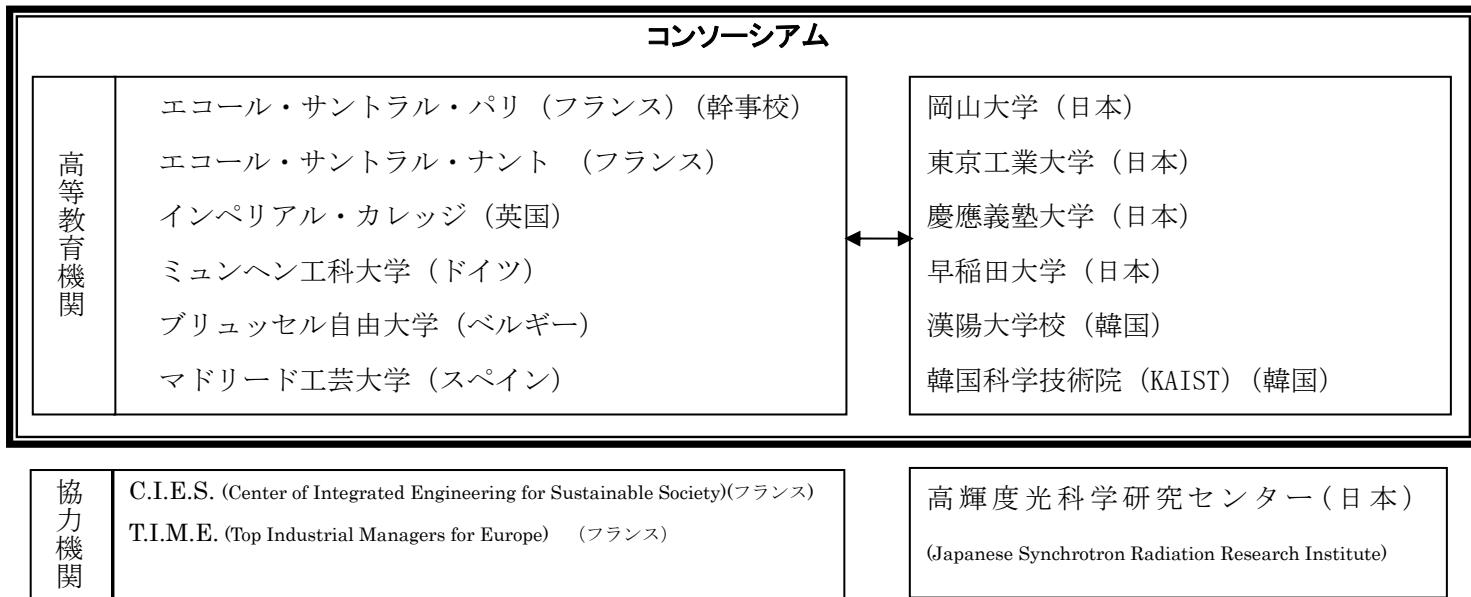 コンソーシアム
高等教育機関
エコール・サントラル・パリ（フランス）（幹事校）
エコール・サントラル・ナント （フランス）
インペリアル・カレッジ（英国）
ミュンヘン工科大学（ドイツ）
ブリュッセル自由大学（ベルギー）
マドリード工芸大学（スペイン）
岡山大学（日本）
東京工業大学（日本）
慶應義塾大学（日本）
早稲田大学（日本）
漢陽大学校（韓国）
韓国科学技術院（KAIST）（韓国）
協力機関
C.I.E.S. (Center of Integrated Engineering for Sustainable Society)(フランス)
T.I.M.E. (Top Industrial Managers for Europe) （フランス）
高輝度光科学研究センター(日本)
(Japanese Synchrotron Radiation Research Institute)